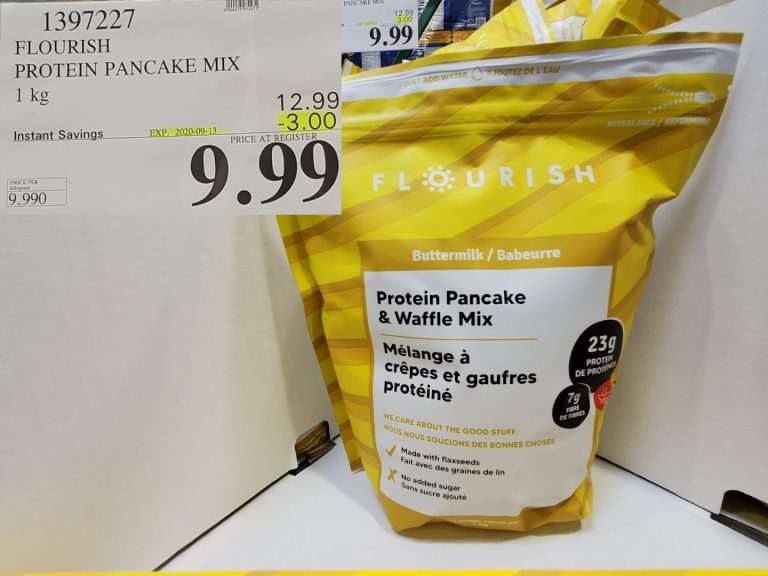 1397227
FLOURISH
PROTEIN PANCAKE MIX
1 kg
12.99
-3.00
Instant Savings EXP. 2020-09-13
PRICE AT REGISTER
9.99
PRICE PER
kilogram
9.990
PANCAKE MIX
12.99
-3.00
9.99
JUST ADD WATER AJOUTEZ DE L'EAU
RESEALABLE / REFERMABLE
FLOURISH
Buttermilk / Babeurre
Protein Pancake
& Waffle Mix
Mélange à
crêpes et gaufres
protéiné
23g
PROTEIN
DE PROTÉINES
7g
FIBRE
DE FIBRES
WE CARE ABOUT THE GOOD STUFF
NOUS NOUS SOUCIONS DES BONNES CHOSES
Made with flaxseeds
Fait avec des graines de lin
No added sugar
Sans sucre ajouté